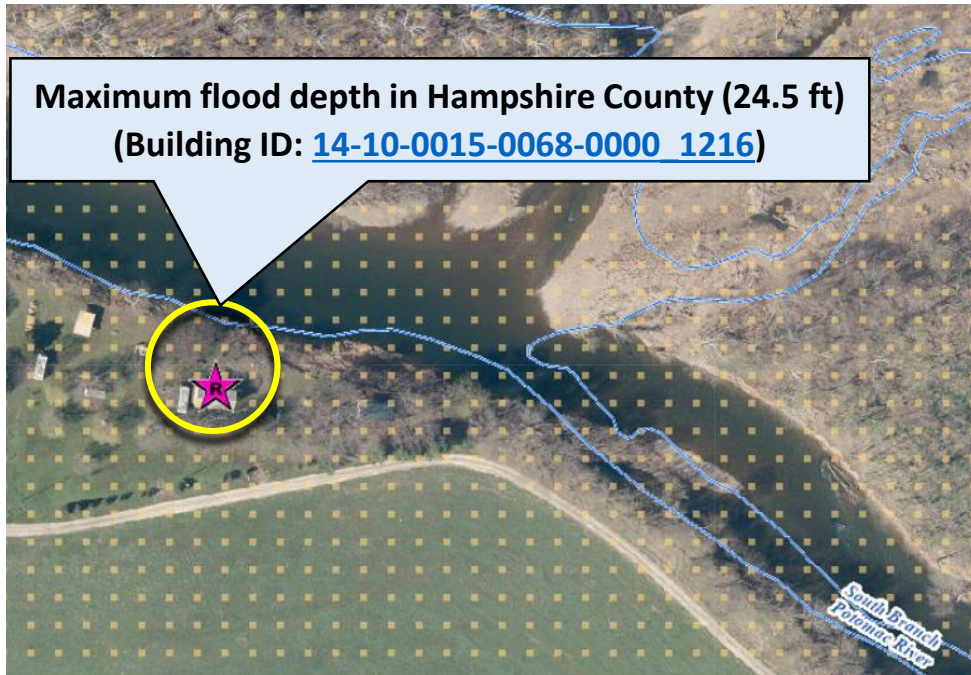 Maximum flood depth in Hampshire County (24.5 ft)
(Building ID: 14-10-0015-0068-0000_1216)
R
South Branch
Potomac River